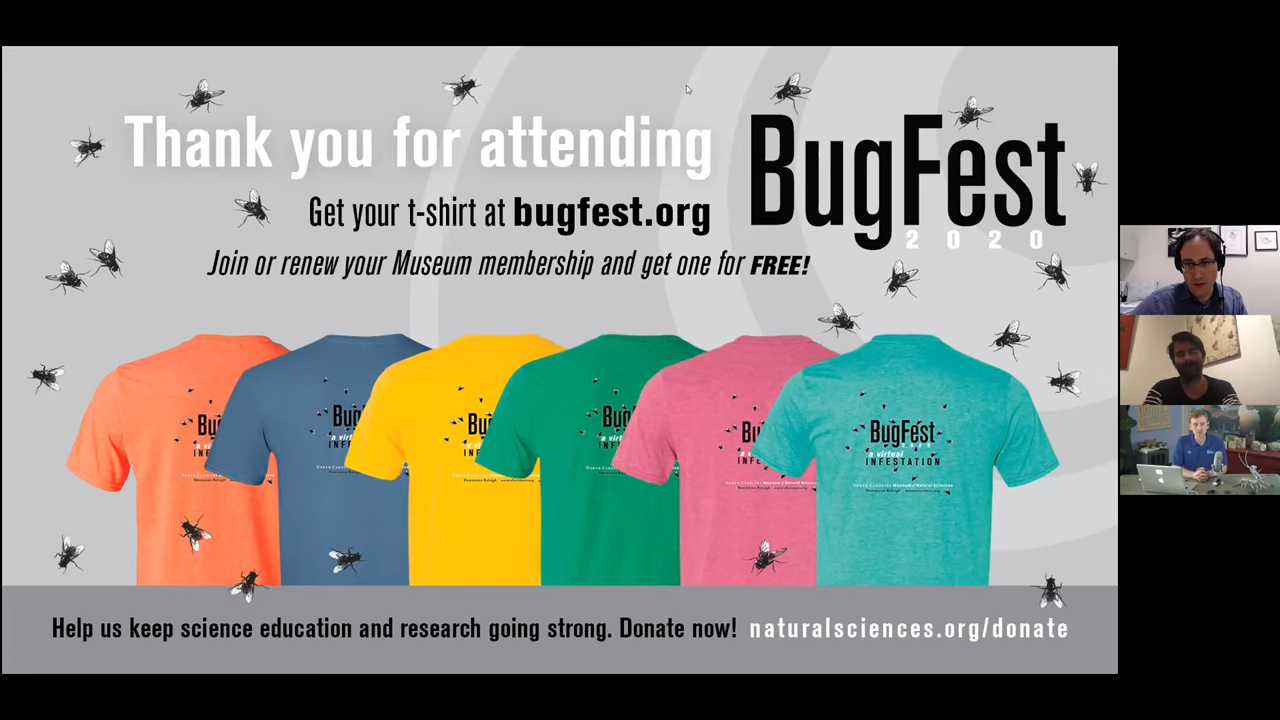 Thank you for attending
BugFest
2020
Get your t-shirt at bugfest.org
Join or renew your Museum membership and get one for FREE!
BugFest
a virtual
INFESTATION
Help us keep science education and research going strong. Donate now! naturalsciences.org/donate